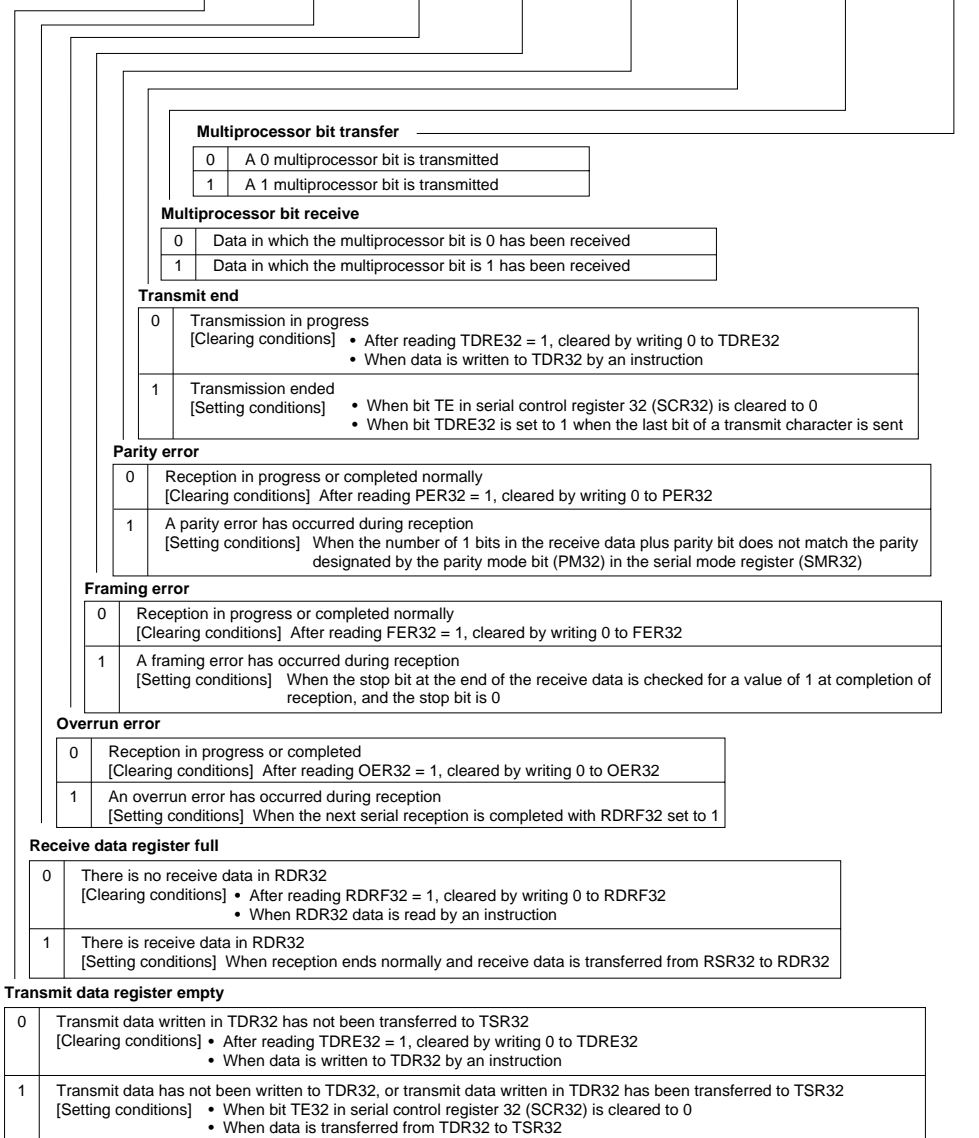 Multiprocessor bit transfer
0 A 0 multiprocessor bit is transmitted
1 A 1 multiprocessor bit is transmitted
Multiprocessor bit receive
0 Data in which the multiprocessor bit is 0 has been received
1 Data in which the multiprocessor bit is 1 has been received
Transmit end
0 Transmission in progress
[Clearing conditions] • After reading TDRE32 = 1, cleared by writing 0 to TDRE32
• When data is written to TDR32 by an instruction
1 Transmission ended
[Setting conditions] • When bit TE in serial control register 32 (SCR32) is cleared to 0
• When bit TDRE32 is set to 1 when the last bit of a transmit character is sent
Parity error
0 Reception in progress or completed normally
[Clearing conditions] After reading PER32 = 1, cleared by writing 0 to PER32
1 A parity error has occurred during reception
[Setting conditions] When the number of 1 bits in the receive data plus parity bit does not match the parity
designated by the parity mode bit (PM32) in the serial mode register (SMR32)
Framing error
0 Reception in progress or completed normally
[Clearing conditions] After reading FER32 = 1, cleared by writing 0 to FER32
1 A framing error has occurred during reception
[Setting conditions] When the stop bit at the end of the receive data is checked for a value of 1 at completion of
reception, and the stop bit is 0
Overrun error
0 Reception in progress or completed
[Clearing conditions] After reading OER32 = 1, cleared by writing 0 to OER32
1 An overrun error has occurred during reception
[Setting conditions] When the next serial reception is completed with RDRF32 set to 1
Receive data register full
0 There is no receive data in RDR32
[Clearing conditions] • After reading RDRF32 = 1, cleared by writing 0 to RDRF32
• When RDR32 data is read by an instruction
1 There is receive data in RDR32
[Setting conditions] When reception ends normally and receive data is transferred from RSR32 to RDR32
Transmit data register empty
0 Transmit data written in TDR32 has not been transferred to TSR32
[Clearing conditions] • After reading TDRE32 = 1, cleared by writing 0 to TDRE32
• When data is written to TDR32 by an instruction
1 Transmit data has not been written to TDR32, or transmit data written in TDR32 has been transferred to TSR32
[Setting conditions] • When bit TE32 in serial control register 32 (SCR32) is cleared to 0
• When data is transferred from TDR32 to TSR32